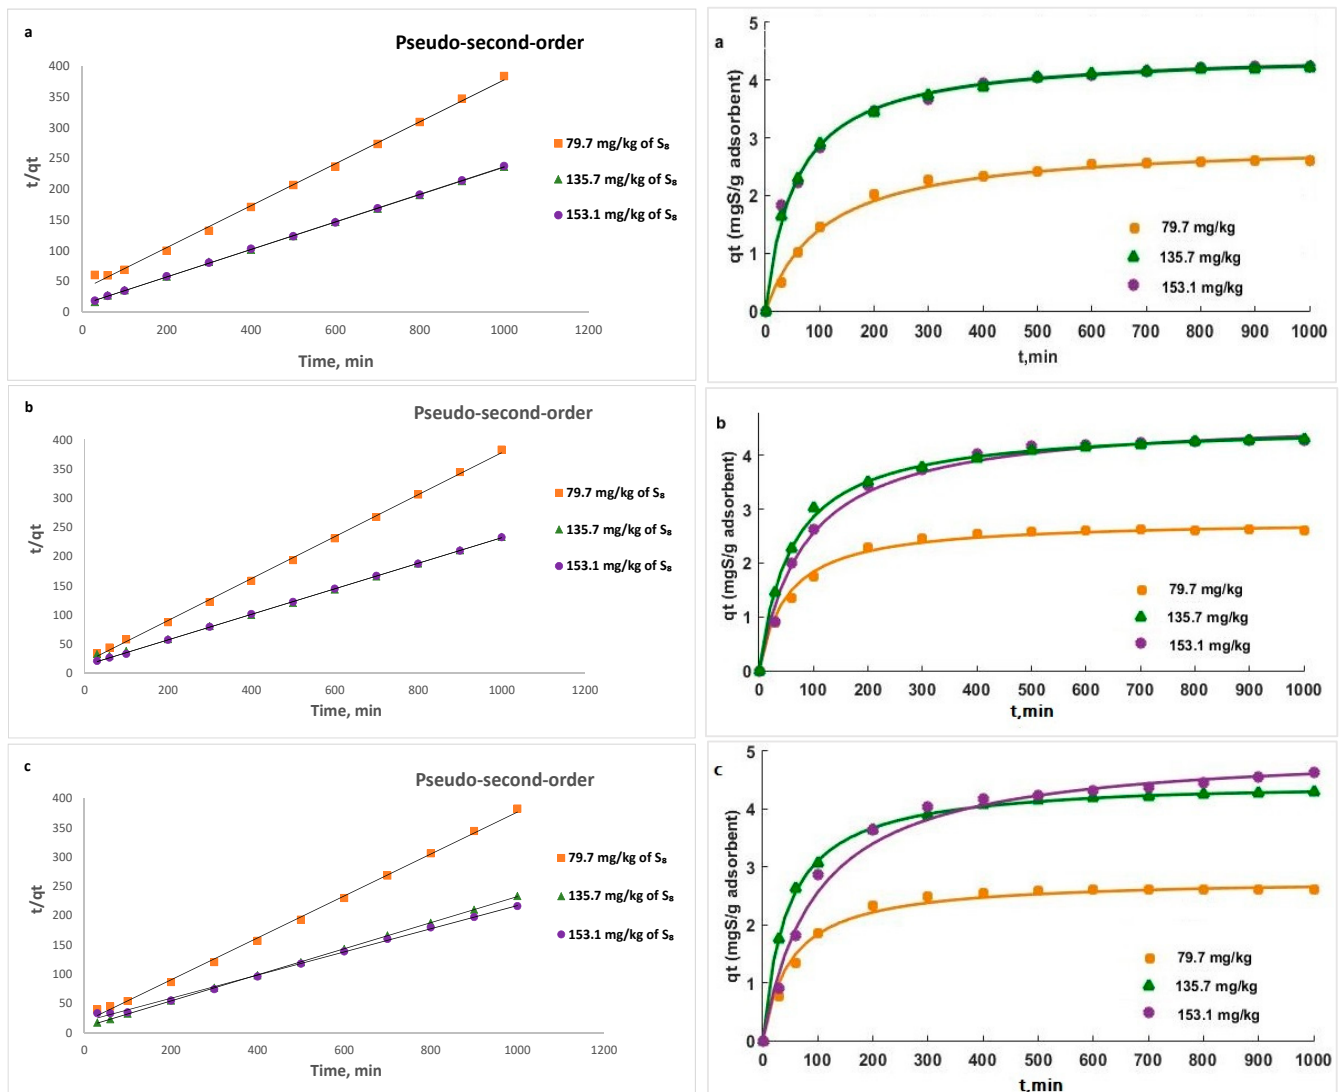 a
Pseudo-second-order
400
350
300
250
200
150
100
50
0
t/qt
0 200 400 600 800 1000 1200
Time, min
79.7 mg/kg of S₈
135.7 mg/kg of S₈
153.1 mg/kg of S₈
a
5
4
3
2
1
0
qt (mgS/g adsorbent)
0 100 200 300 400 500 600 700 800 900 1000
t,min
79.7 mg/kg
135.7 mg/kg
153.1 mg/kg
b
Pseudo-second-order
400
350
300
250
200
150
100
50
0
t/qt
0 200 400 600 800 1000 1200
Time, min
79.7 mg/kg of S₈
135.7 mg/kg of S₈
153.1 mg/kg of S₈
b
4
3
2
1
0
qt (mgS/g adsorbent)
0 100 200 300 400 500 600 700 800 900 1000
t,min
79.7 mg/kg
135.7 mg/kg
153.1 mg/kg
c
Pseudo-second-order
400
350
300
250
200
150
100
50
0
t/qt
0 200 400 600 800 1000 1200
Time, min
79.7 mg/kg of S₈
135.7 mg/kg of S₈
153.1 mg/kg of S₈
c
5
4
3
2
1
0
qt (mgS/g adsorbent)
0 100 200 300 400 500 600 700 800 900 1000
t,min
79.7 mg/kg
135.7 mg/kg
153.1 mg/kg